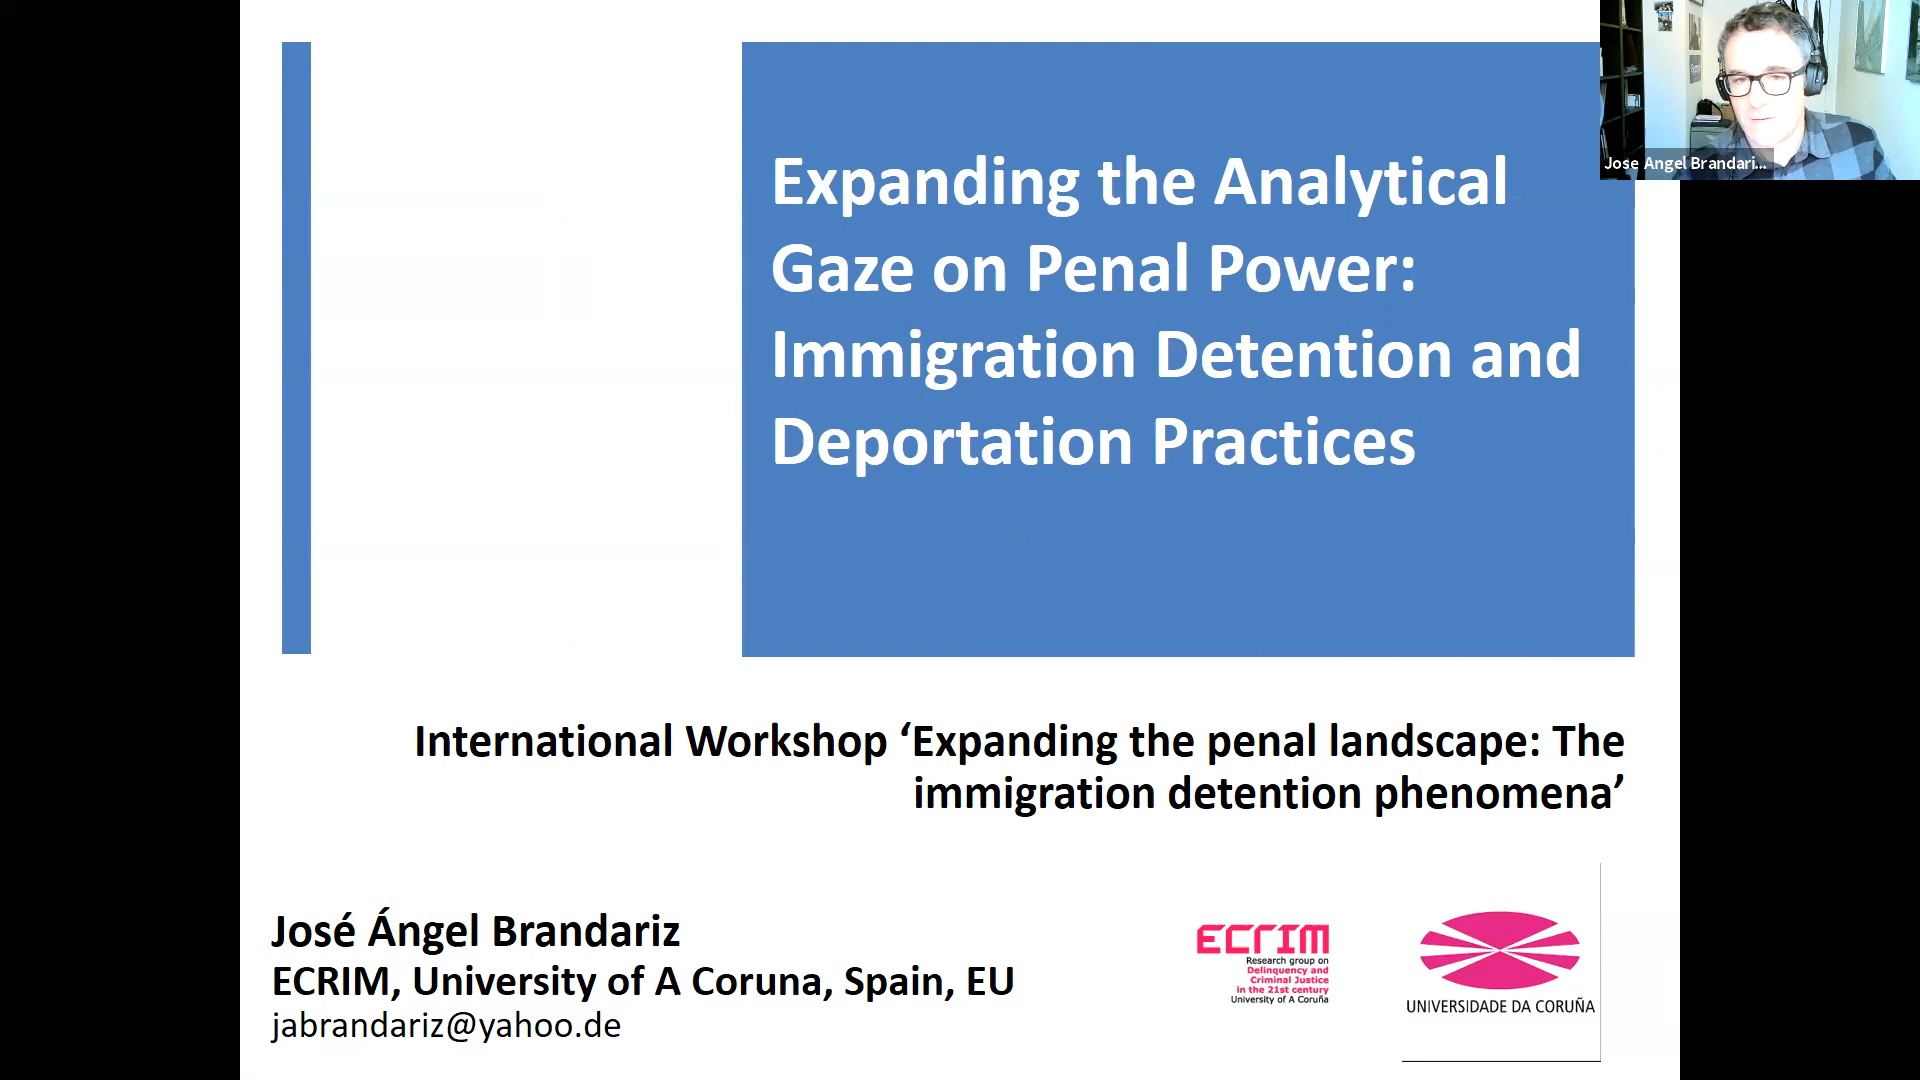 Expanding the Analytical
Gaze on Penal Power:
Immigration Detention and
Deportation Practices
Jose Angel Brandari...
International Workshop ‘Expanding the penal landscape: The
immigration detention phenomena’
José Ángel Brandariz
ECRIM, University of A Coruna, Spain, EU
jabrandariz@yahoo.de
ECRIM
Research group on
Delinquency and
Criminal Justice
in the 21st century
University of A Coruña
UNIVERSIDADE DA CORUÑA